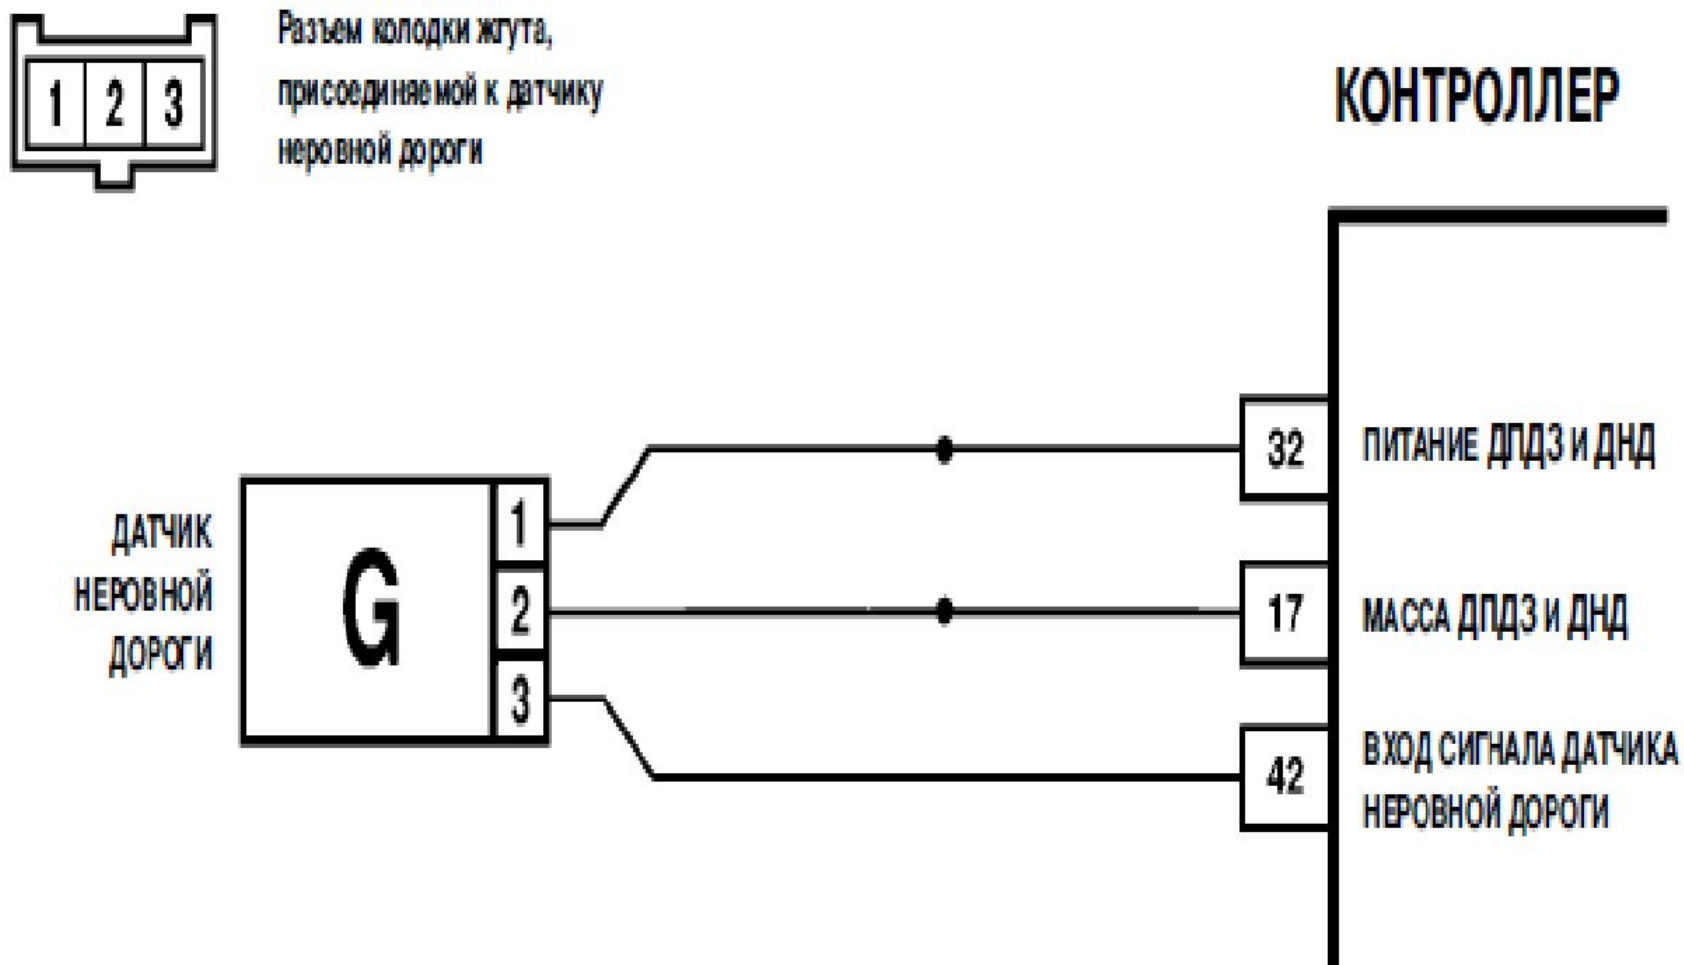 Разъем колодки жгута,
присоединяемой к датчику
неровной дороги
1 2 3
КОНТРОЛЛЕР
ДАТЧИК
НЕРОВНОЙ
ДОРОГИ
G
1
2
3
32
ПИТАНИЕ ДПДЗ И ДНД
17
МАССА ДПДЗ И ДНД
42
ВХОД СИГНАЛА ДАТЧИКА
НЕРОВНОЙ ДОРОГИ